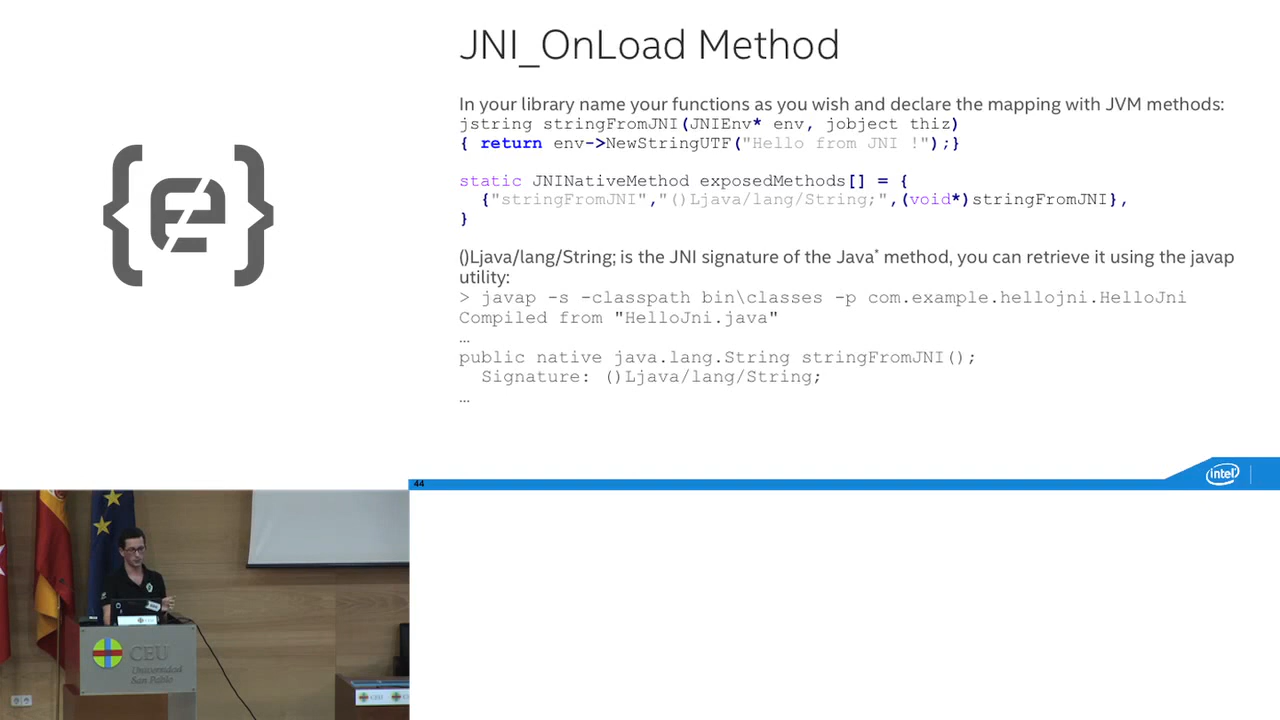 JNI_OnLoad Method
In your library name your functions as you wish and declare the mapping with JVM methods:
jstring stringFromJNI(JNIEnv* env, jobject thiz)
{ return env->NewStringUTF("Hello from JNI !");}
static JNINativeMethod exposedMethods[] = {
{"stringFromJNI","()Ljava/lang/String;",(void*)stringFromJNI},
}
()Ljava/lang/String; is the JNI signature of the Java* method, you can retrieve it using the javap
utility:
> javap -s -classpath bin\classes -p com.example.hellojni.HelloJni
Compiled from "HelloJni.java"
…
public native java.lang.String stringFromJNI();
Signature: ()Ljava/lang/String;
…
44
intel
CEU
Universidad
San Pablo
CEU